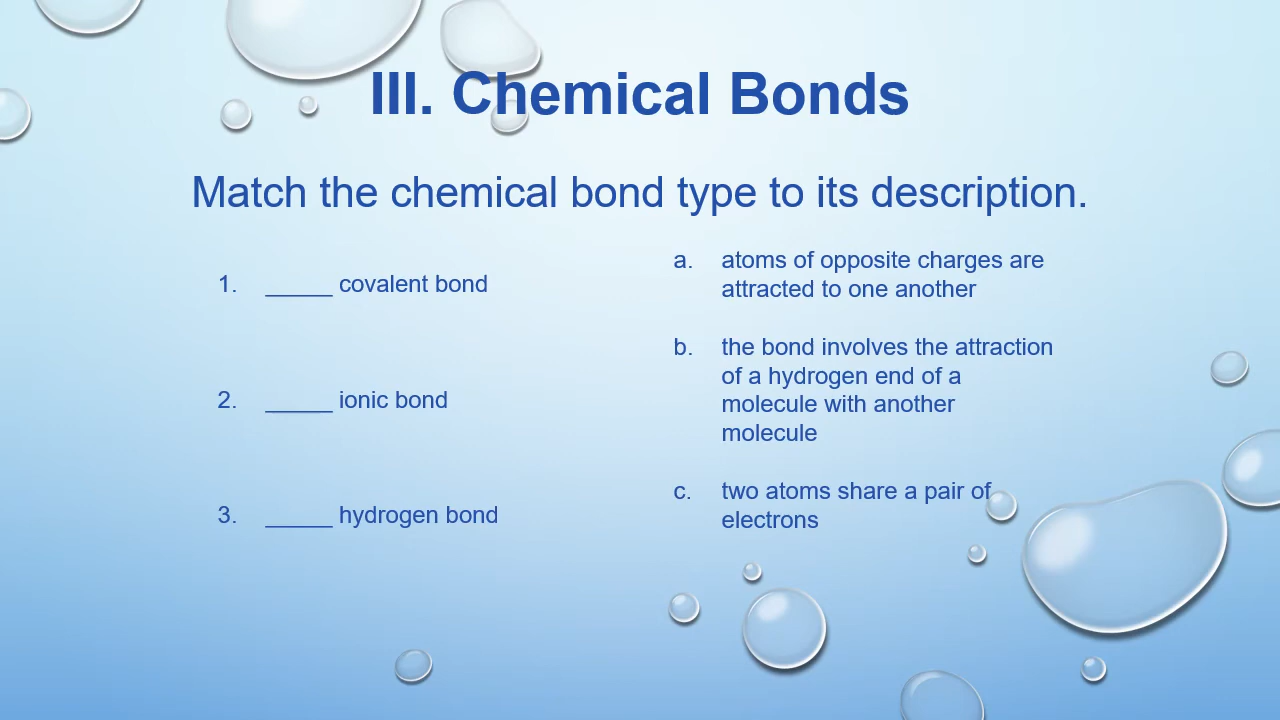 III. Chemical Bonds
Match the chemical bond type to its description.
1. _____ covalent bond
2. _____ ionic bond
3. _____ hydrogen bond
a. atoms of opposite charges are
attracted to one another
b. the bond involves the attraction
of a hydrogen end of a
molecule with another
molecule
c. two atoms share a pair of
electrons